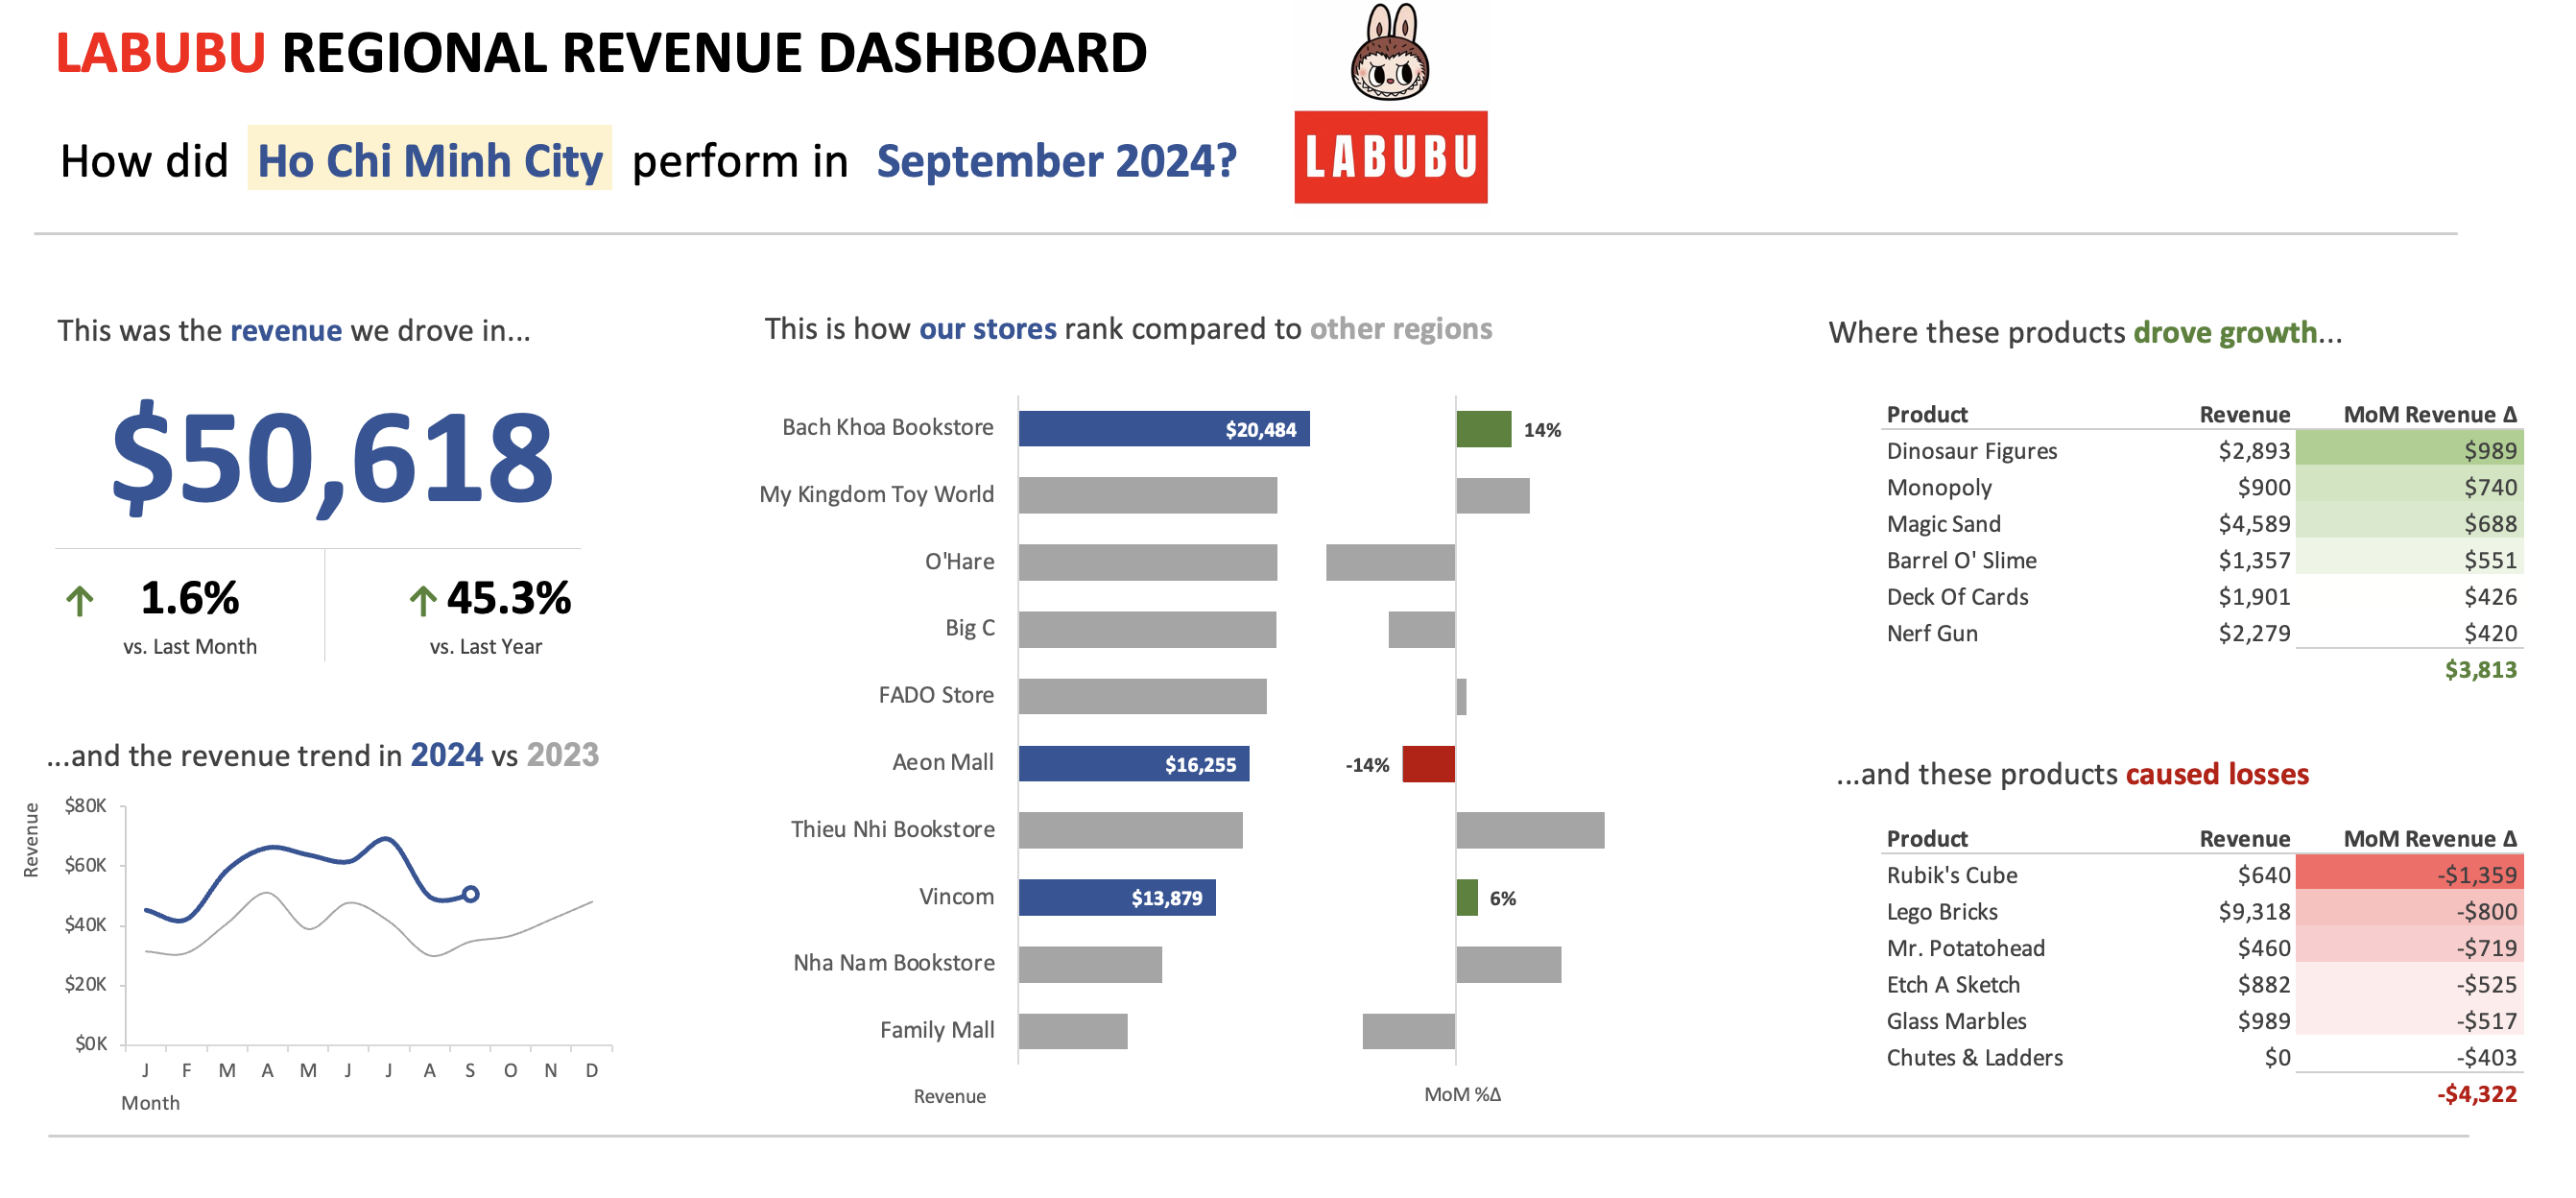 LABUBU REGIONAL REVENUE DASHBOARD
How did Ho Chi Minh City perform in September 2024?
LABUBU
This was the revenue we drove in...
$50,618
↑ 1.6%
vs. Last Month
↑ 45.3%
vs. Last Year
...and the revenue trend in 2024 vs 2023
Revenue
$80K
$60K
$40K
$20K
$0K
J F M A M J J A S O N D
Month
This is how our stores rank compared to other regions
Bach Khoa Bookstore $20,484 14%
My Kingdom Toy World
O'Hare
Big C
FADO Store
Aeon Mall $16,255 -14%
Thieu Nhi Bookstore
Vincom $13,879 6%
Nha Nam Bookstore
Family Mall
Revenue MoM %Δ
Where these products drove growth...
Product Revenue MoM Revenue Δ
Dinosaur Figures $2,893 $989
Monopoly $900 $740
Magic Sand $4,589 $688
Barrel O' Slime $1,357 $551
Deck Of Cards $1,901 $426
Nerf Gun $2,279 $420
$3,813
...and these products caused losses
Product Revenue MoM Revenue Δ
Rubik's Cube $640 -$1,359
Lego Bricks $9,318 -$800
Mr. Potatohead $460 -$719
Etch A Sketch $882 -$525
Glass Marbles $989 -$517
Chutes & Ladders $0 -$403
-$4,322